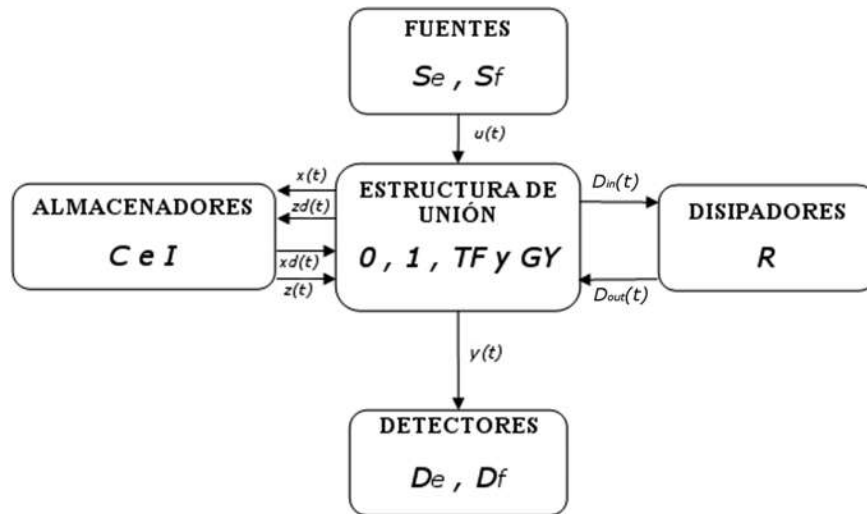 FUENTES
Se , Sf
u(t)
x(t)
zd(t)
xd(t)
z(t)
ALMACENADORES
C e I
ESTRUCTURA DE
UNIÓN
0 , 1 , TF y GY
Din(t)
Dout(t)
DISIPADORES
R
y(t)
DETECTORES
De , Df